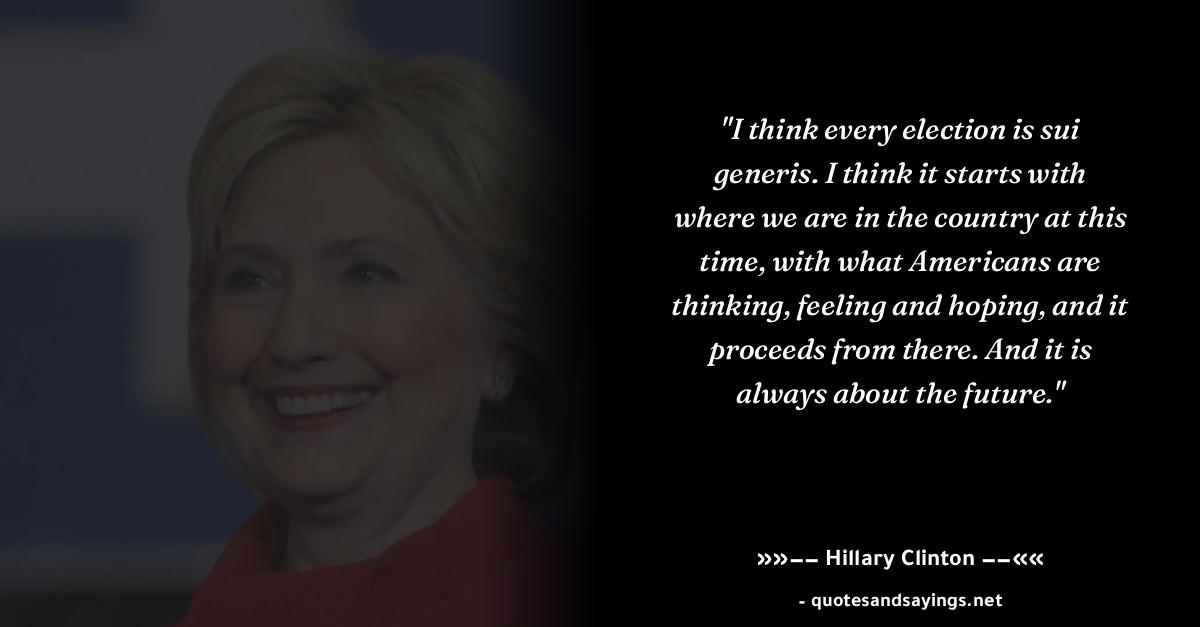 "I think every election is sui
generis. I think it starts with
where we are in the country at this
time, with what Americans are
thinking, feeling and hoping, and it
proceeds from there. And it is
always about the future."
»»–– Hillary Clinton ––««
- quotesandsayings.net